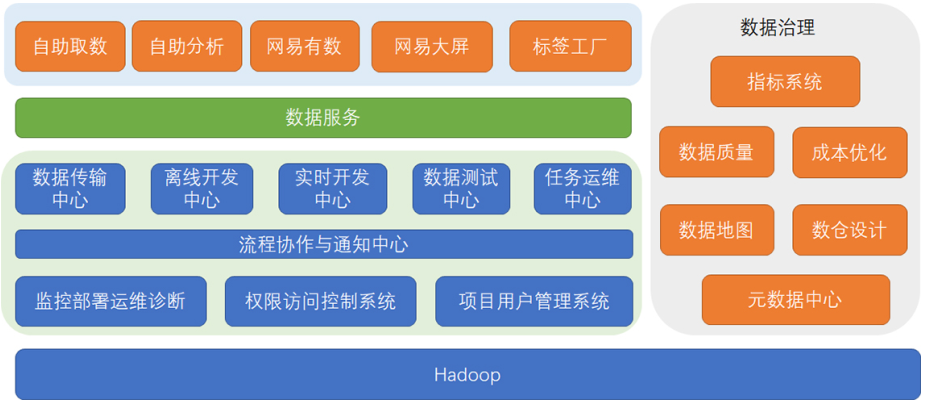 自助取数
自助分析
网易有数
网易大屏
标签工厂
数据服务
数据传输
中心
离线开发
中心
实时开发
中心
数据测试
中心
任务运维
中心
流程协作与通知中心
监控部署运维诊断
权限访问控制系统
项目用户管理系统
数据治理
指标系统
数据质量
成本优化
数据地图
数仓设计
元数据中心
Hadoop